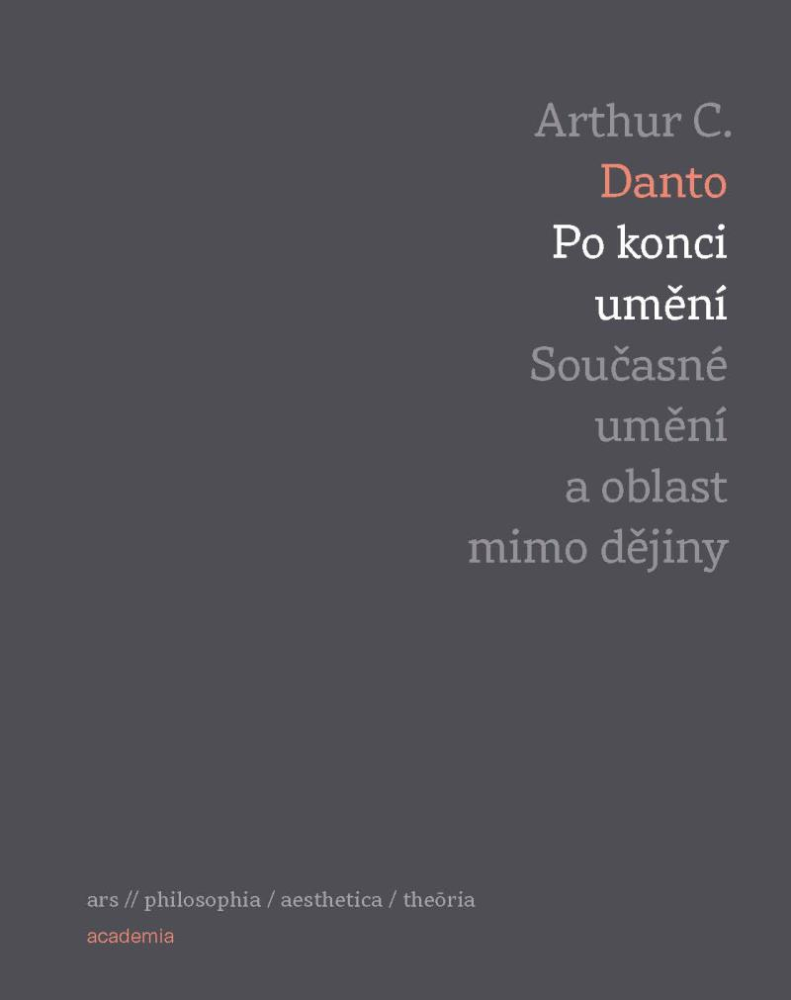 Arthur C.
Danto
Po konci
umění
Současné
umění
a oblast
mimo dějiny
ars // philosophia / aesthetica / theōria
academia